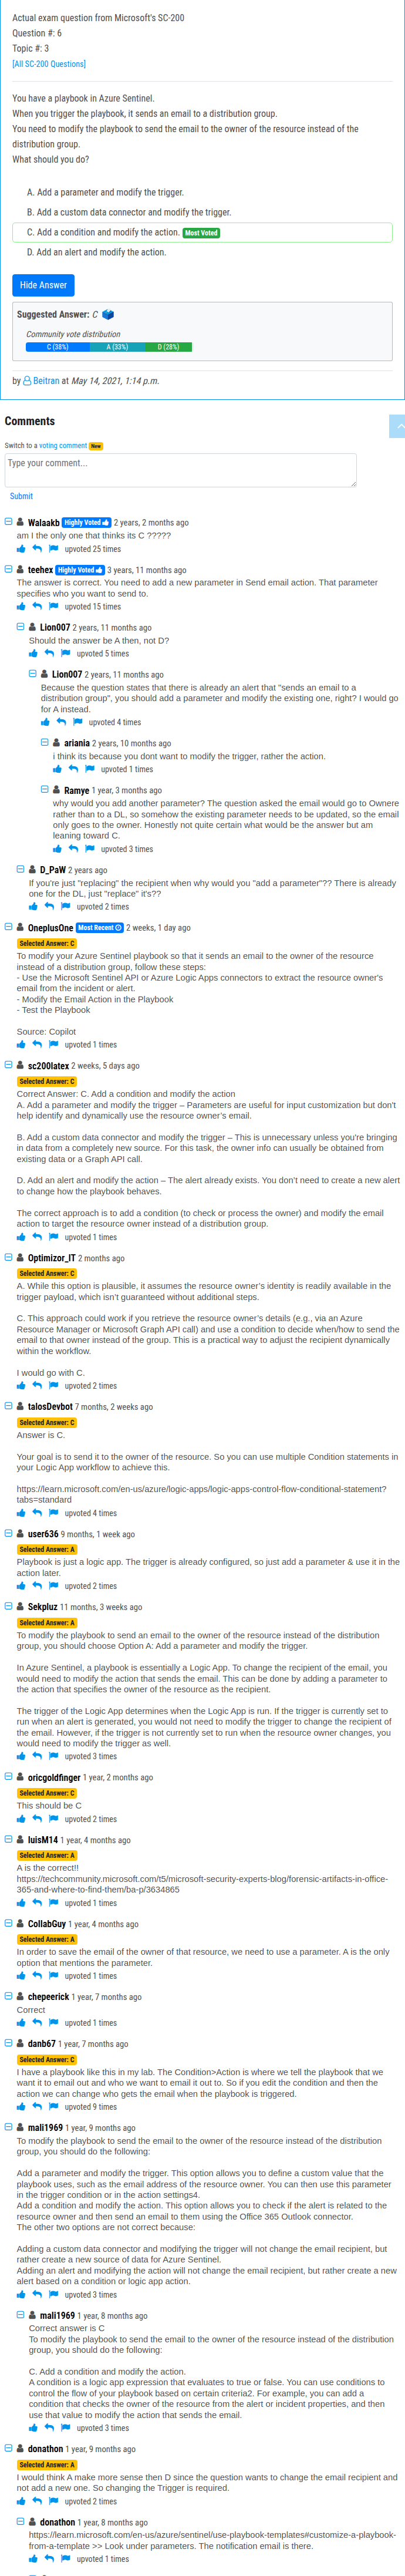 Actual exam question from Microsoft's SC-200
Question #: 6
Topic #: 3
[All SC-200 Questions]
You have a playbook in Azure Sentinel.
When you trigger the playbook, it sends an email to a distribution group.
You need to modify the playbook to send the email to the owner of the resource instead of the
distribution group.
What should you do?
A. Add a parameter and modify the trigger.
B. Add a custom data connector and modify the trigger.
C. Add a condition and modify the action. Most Voted
D. Add an alert and modify the action.
Hide Answer
Suggested Answer: C
Community vote distribution
C (38%) A (33%) D (28%)
by Beitran at May 14, 2021, 1:14 p.m.
Comments
Switch to a voting comment New
Type your comment...
Submit
Walaakb Highly Voted 2 years, 2 months ago
am I the only one that thinks its C ?????
upvoted 25 times
teehex Highly Voted 3 years, 11 months ago
The answer is correct. You need to add a new parameter in Send email action. That parameter
specifies who you want to send to.
upvoted 15 times
Lion007 2 years, 11 months ago
Should the answer be A then, not D?
upvoted 5 times
Lion007 2 years, 11 months ago
Because the question states that there is already an alert that "sends an email to a
distribution group", you should add a parameter and modify the existing one, right? I would go
for A instead.
upvoted 4 times
ariania 2 years, 10 months ago
i think its because you dont want to modify the trigger, rather the action.
upvoted 1 times
Ramye 1 year, 3 months ago
why would you add another parameter? The question asked the email would go to Ownere
rather than to a DL, so somehow the existing parameter needs to be updated, so the email
only goes to the owner. Honestly not quite certain what would be the answer but am
leaning toward C.
upvoted 3 times
D_PaW 2 years ago
If you're just "replacing" the recipient when why would you "add a parameter"?? There is already
one for the DL, just "replace" it's??
upvoted 2 times
OneplusOne Most Recent 2 weeks, 1 day ago
Selected Answer: C
To modify your Azure Sentinel playbook so that it sends an email to the owner of the resource
instead of a distribution group, follow these steps:
- Use the Microsoft Sentinel API or Azure Logic Apps connectors to extract the resource owner's
email from the incident or alert.
- Modify the Email Action in the Playbook
- Test the Playbook
Source: Copilot
upvoted 1 times
sc200latex 2 weeks, 5 days ago
Selected Answer: C
Correct Answer: C. Add a condition and modify the action
A. Add a parameter and modify the trigger – Parameters are useful for input customization but don't
help identify and dynamically use the resource owner's email.
B. Add a custom data connector and modify the trigger – This is unnecessary unless you're bringing
in data from a completely new source. For this task, the owner info can usually be obtained from
existing data or a Graph API call.
D. Add an alert and modify the action – The alert already exists. You don't need to create a new alert
to change how the playbook behaves.
The correct approach is to add a condition (to check or process the owner) and modify the email
action to target the resource owner instead of a distribution group.
upvoted 1 times
Optimizor_IT 2 months ago
Selected Answer: C
A. While this option is plausible, it assumes the resource owner's identity is readily available in the
trigger payload, which isn't guaranteed without additional steps.
C. This approach could work if you retrieve the resource owner's details (e.g., via an Azure
Resource Manager or Microsoft Graph API call) and use a condition to decide when/how to send the
email to that owner instead of the group. This is a practical way to adjust the recipient dynamically
within the workflow.
I would go with C.
upvoted 2 times
talosDevbot 7 months, 2 weeks ago
Selected Answer: C
Answer is C.
Your goal is to send it to the owner of the resource. So you can use multiple Condition statements in
your Logic App workflow to achieve this.
https://learn.microsoft.com/en-us/azure/logic-apps/logic-apps-control-flow-conditional-statement?
tabs=standard
upvoted 4 times
user636 9 months, 1 week ago
Selected Answer: A
Playbook is just a logic app. The trigger is already configured, so just add a parameter & use it in the
action later.
upvoted 2 times
Sekpluz 11 months, 3 weeks ago
Selected Answer: A
To modify the playbook to send an email to the owner of the resource instead of the distribution
group, you should choose Option A: Add a parameter and modify the trigger.
In Azure Sentinel, a playbook is essentially a Logic App. To change the recipient of the email, you
would need to modify the action that sends the email. This can be done by adding a parameter to
the action that specifies the owner of the resource as the recipient.
The trigger of the Logic App determines when the Logic App is run. If the trigger is currently set to
run when an alert is generated, you would not need to modify the trigger to change the recipient of
the email. However, if the trigger is not currently set to run when the resource owner changes, you
would need to modify the trigger as well.
upvoted 3 times
oricgoldfinger 1 year, 2 months ago
Selected Answer: C
This should be C
upvoted 2 times
luisM14 1 year, 4 months ago
Selected Answer: A
A is the correct!!
https://techcommunity.microsoft.com/t5/microsoft-security-experts-blog/forensic-artifacts-in-office-
365-and-where-to-find-them/ba-p/3634865
upvoted 1 times
CollabGuy 1 year, 4 months ago
Selected Answer: A
In order to save the email of the owner of that resource, we need to use a parameter. A is the only
option that mentions the parameter.
upvoted 1 times
chepeerick 1 year, 7 months ago
Correct
upvoted 1 times
danb67 1 year, 7 months ago
Selected Answer: C
I have a playbook like this in my lab. The Condition>Action is where we tell the playbook that we
want it to email out and who we want to email it out to. So if you edit the condition and then the
action we can change who gets the email when the playbook is triggered.
upvoted 9 times
mali1969 1 year, 9 months ago
To modify the playbook to send the email to the owner of the resource instead of the distribution
group, you should do the following:
Add a parameter and modify the trigger. This option allows you to define a custom value that the
playbook uses, such as the email address of the resource owner. You can then use this parameter
in the trigger condition or in the action settings4.
Add a condition and modify the action. This option allows you to check if the alert is related to the
resource owner and then send an email to them using the Office 365 Outlook connector.
The other two options are not correct because:
Adding a custom data connector and modifying the trigger will not change the email recipient, but
rather create a new source of data for Azure Sentinel.
Adding an alert and modifying the action will not change the email recipient, but rather create a new
alert based on a condition or logic app action.
upvoted 3 times
mali1969 1 year, 8 months ago
Correct answer is C
To modify the playbook to send the email to the owner of the resource instead of the distribution
group, you should do the following:
C. Add a condition and modify the action.
A condition is a logic app expression that evaluates to true or false. You can use conditions to
control the flow of your playbook based on certain criteria2. For example, you can add a
condition that checks the owner of the resource from the alert or incident properties, and then
use that value to modify the action that sends the email.
upvoted 3 times
donathon 1 year, 9 months ago
Selected Answer: A
I would think A make more sense then D since the question wants to change the email recipient and
not add a new one. So changing the Trigger is required.
upvoted 2 times
donathon 1 year, 8 months ago
https://learn.microsoft.com/en-us/azure/sentinel/use-playbook-templates#customize-a-playbook-
from-a-template >> Look under parameters. The notification email is there.
upvoted 1 times